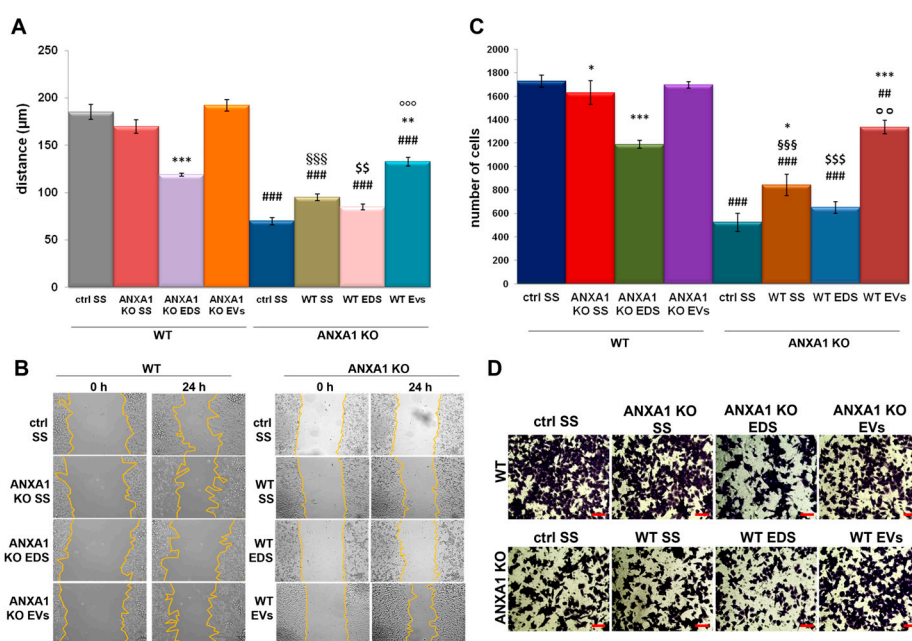 A
distance (µm)
250
200
150
100
50
0
***
###
§§§
###
$$
###
°°°
**
###
ctrl SS
ANXA1 KO SS
ANXA1 KO EDS
ANXA1 KO EVs
ctrl SS
WT SS
WT EDS
WT Evs
WT
ANXA1 KO
C
number of cells
2000
1800
1600
1400
1200
1000
800
600
400
200
0
*
***
###
*
§§§
###
$$$
###
***
##
°°
ctrl SS
ANXA1 KO SS
ANXA1 KO EDS
ANXA1 KO EVs
ctrl SS
WT SS
WT EDS
WT EVs
WT
ANXA1 KO
B
WT
0 h
24 h
ctrl SS
ANXA1 KO SS
ANXA1 KO EDS
ANXA1 KO EVs
ANXA1 KO
0 h
24 h
ctrl SS
WT SS
WT EDS
WT EVs
D
ctrl SS
ANXA1 KO SS
ANXA1 KO EDS
ANXA1 KO EVs
WT
ctrl SS
WT SS
WT EDS
WT EVs
ANXA1 KO